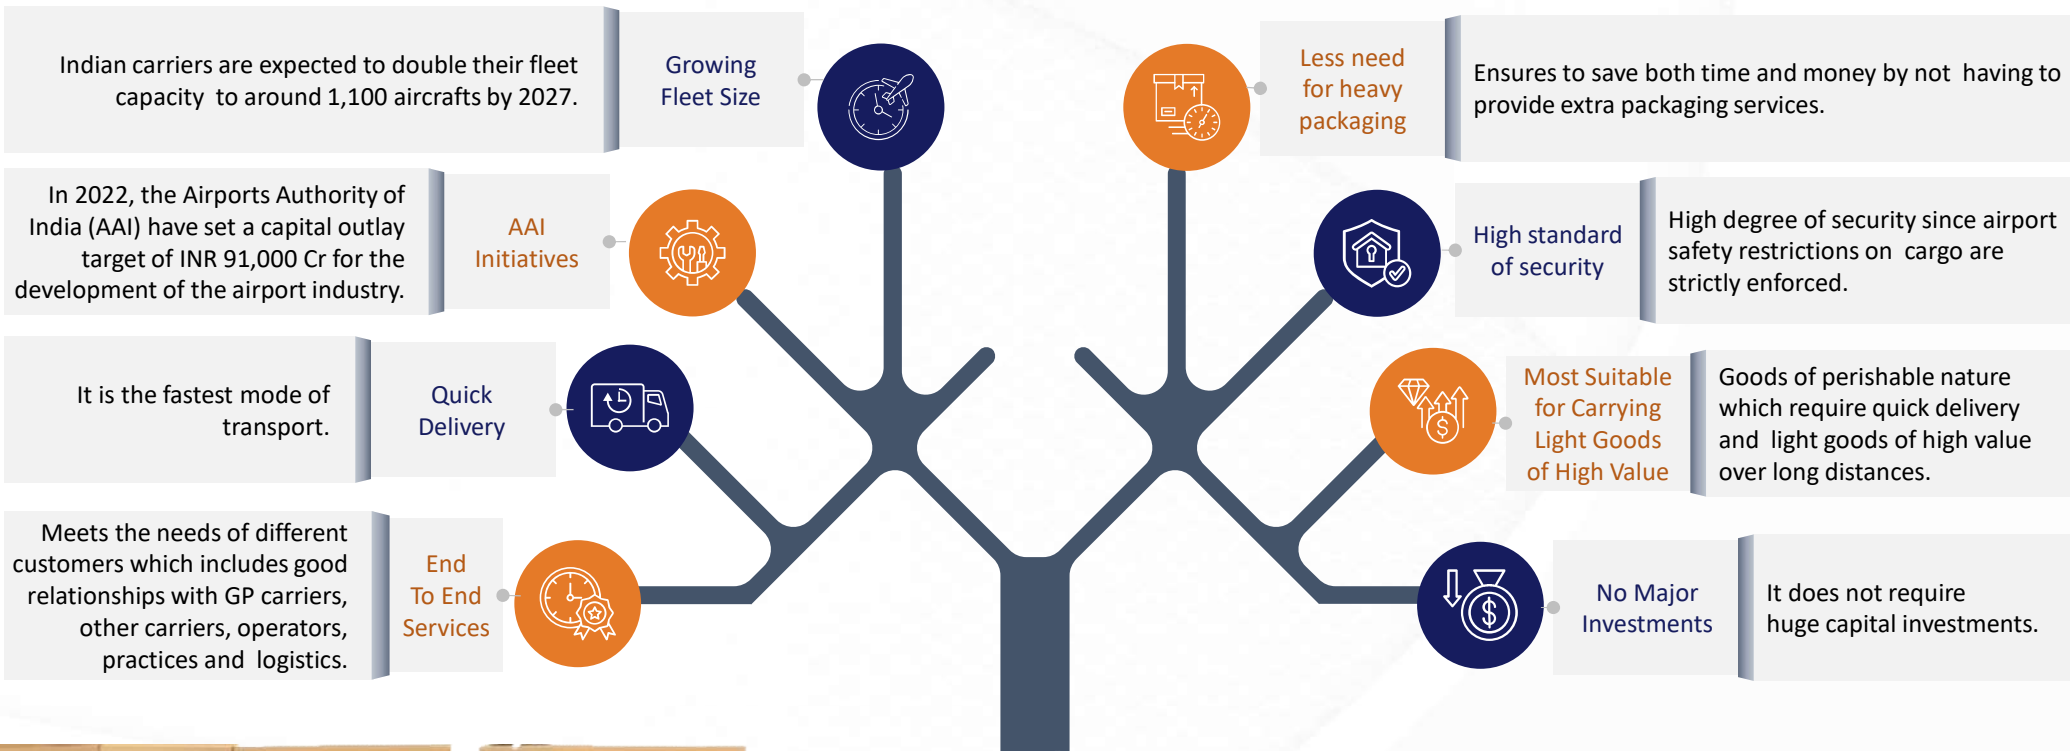 Indian carriers are expected to double their fleet
capacity to around 1,100 aircrafts by 2027.
Growing
Fleet Size
In 2022, the Airports Authority of
India (AAI) have set a capital outlay
target of INR 91,000 Cr for the
development of the airport industry.
AAI
Initiatives
It is the fastest mode of
transport.
Quick
Delivery
Meets the needs of different
customers which includes good
relationships with GP carriers,
other carriers, operators,
practices and logistics.
End
To End
Services
Less need
for heavy
packaging
Ensures to save both time and money by not having to
provide extra packaging services.
High standard
of security
High degree of security since airport
safety restrictions on cargo are
strictly enforced.
Most Suitable
for Carrying
Light Goods
of High Value
Goods of perishable nature
which require quick delivery
and light goods of high value
over long distances.
No Major
Investments
It does not require
huge capital investments.